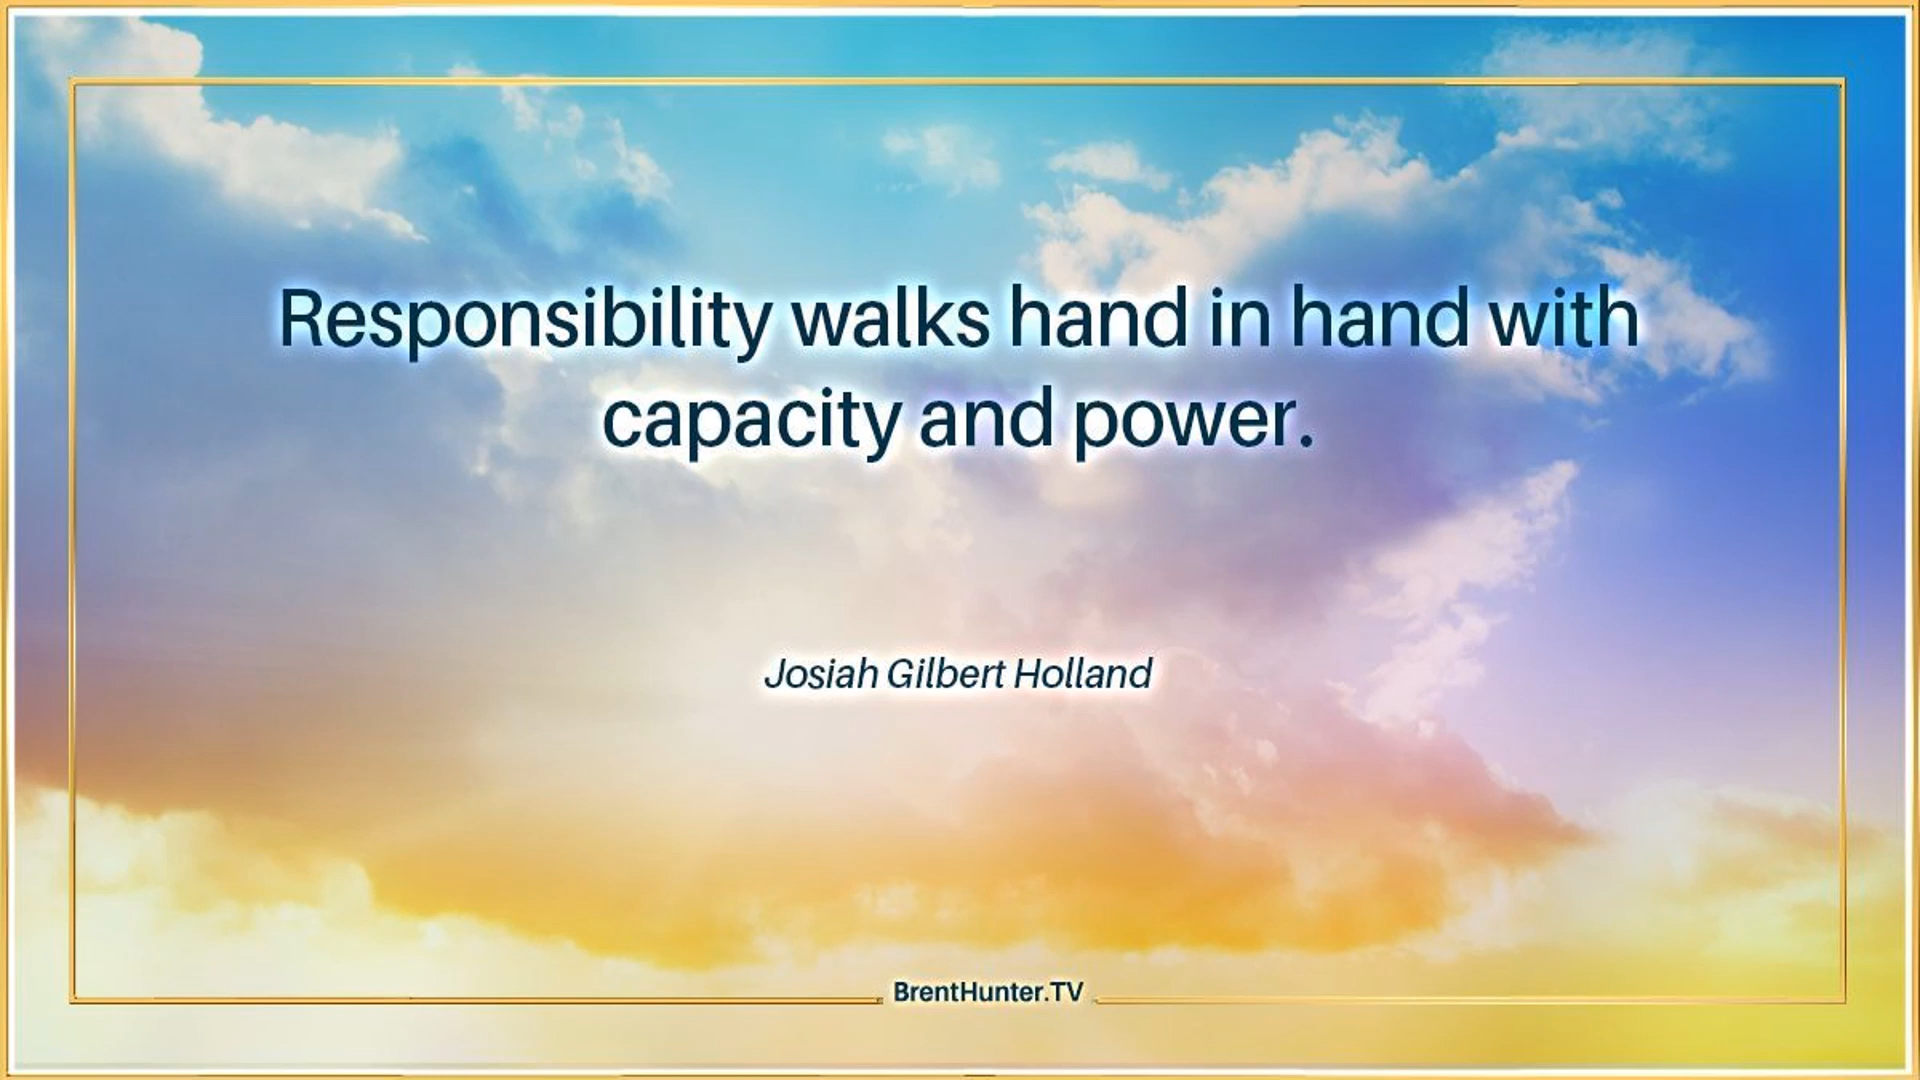 Responsibility walks hand in hand with
capacity and power.
Josiah Gilbert Holland
BrentHunter.TV